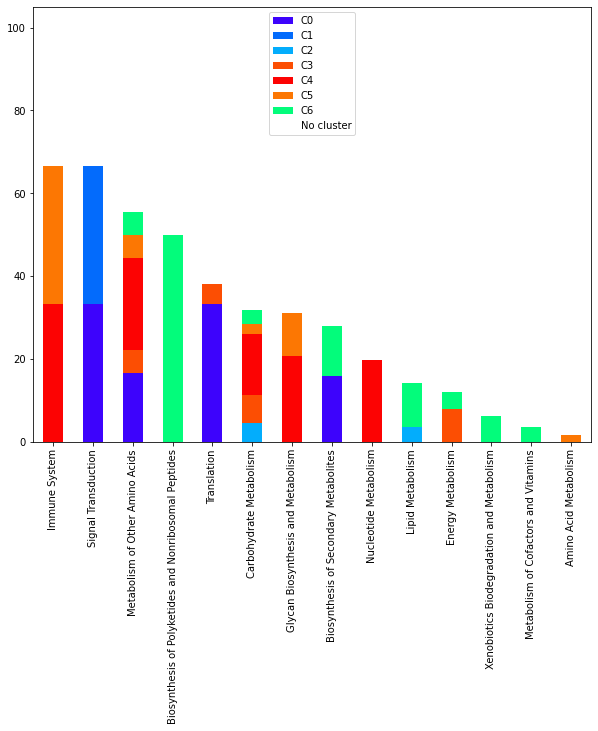 100
80
60
40
20
0
C0
C1
C2
C3
C4
C5
C6
No cluster
Immune System
Signal Transduction
Metabolism of Other Amino Acids
Biosynthesis of Polyketides and Nonribosomal Peptides
Translation
Carbohydrate Metabolism
Glycan Biosynthesis and Metabolism
Biosynthesis of Secondary Metabolites
Nucleotide Metabolism
Lipid Metabolism
Energy Metabolism
Xenobiotics Biodegradation and Metabolism
Metabolism of Cofactors and Vitamins
Amino Acid Metabolism